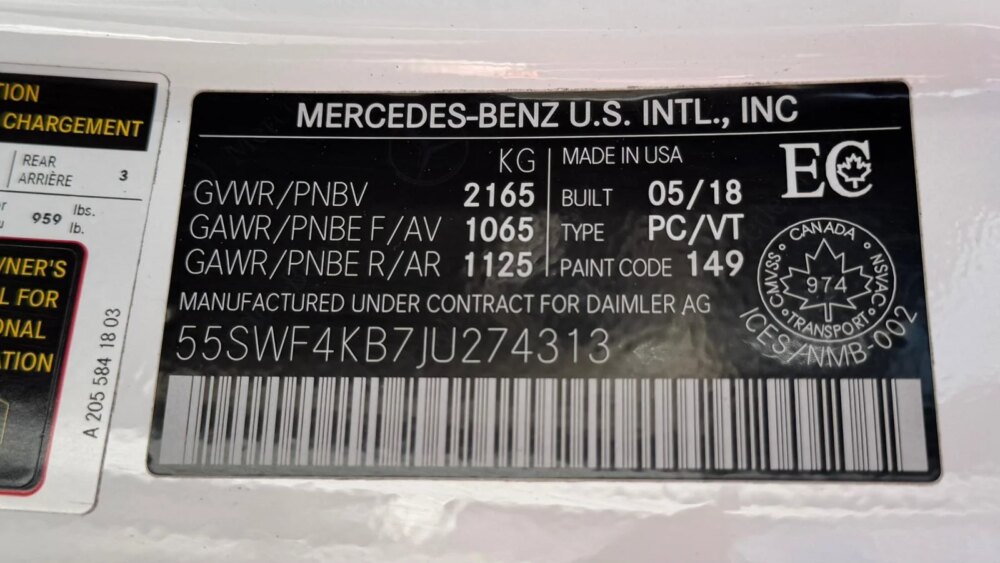 TION
CHARGEMENT
REAR
ARRIÈRE 3
959 lbs.
lb.
WNER'S
L FOR
ONAL
ATION
A 205 584 18 03
MERCEDES-BENZ U.S. INTL., INC
KG
GVWR/PNBV 2165
GAWR/PNBE F/AV 1065
GAWR/PNBE R/AR 1125
MADE IN USA
BUILT 05/18
TYPE PC/VT
PAINT CODE 149
MANUFACTURED UNDER CONTRACT FOR DAIMLER AG
55SWF4KB7JU274313
EC
CANADA
CMVSS 974 NSVAC
TRANSPORT
ICES/NMB-002